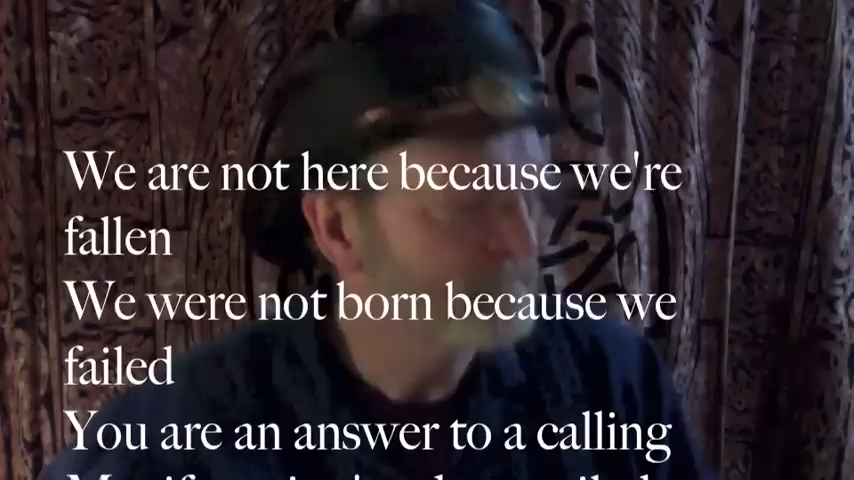 We are not here because we're
fallen
We were not born because we
failed
You are an answer to a calling